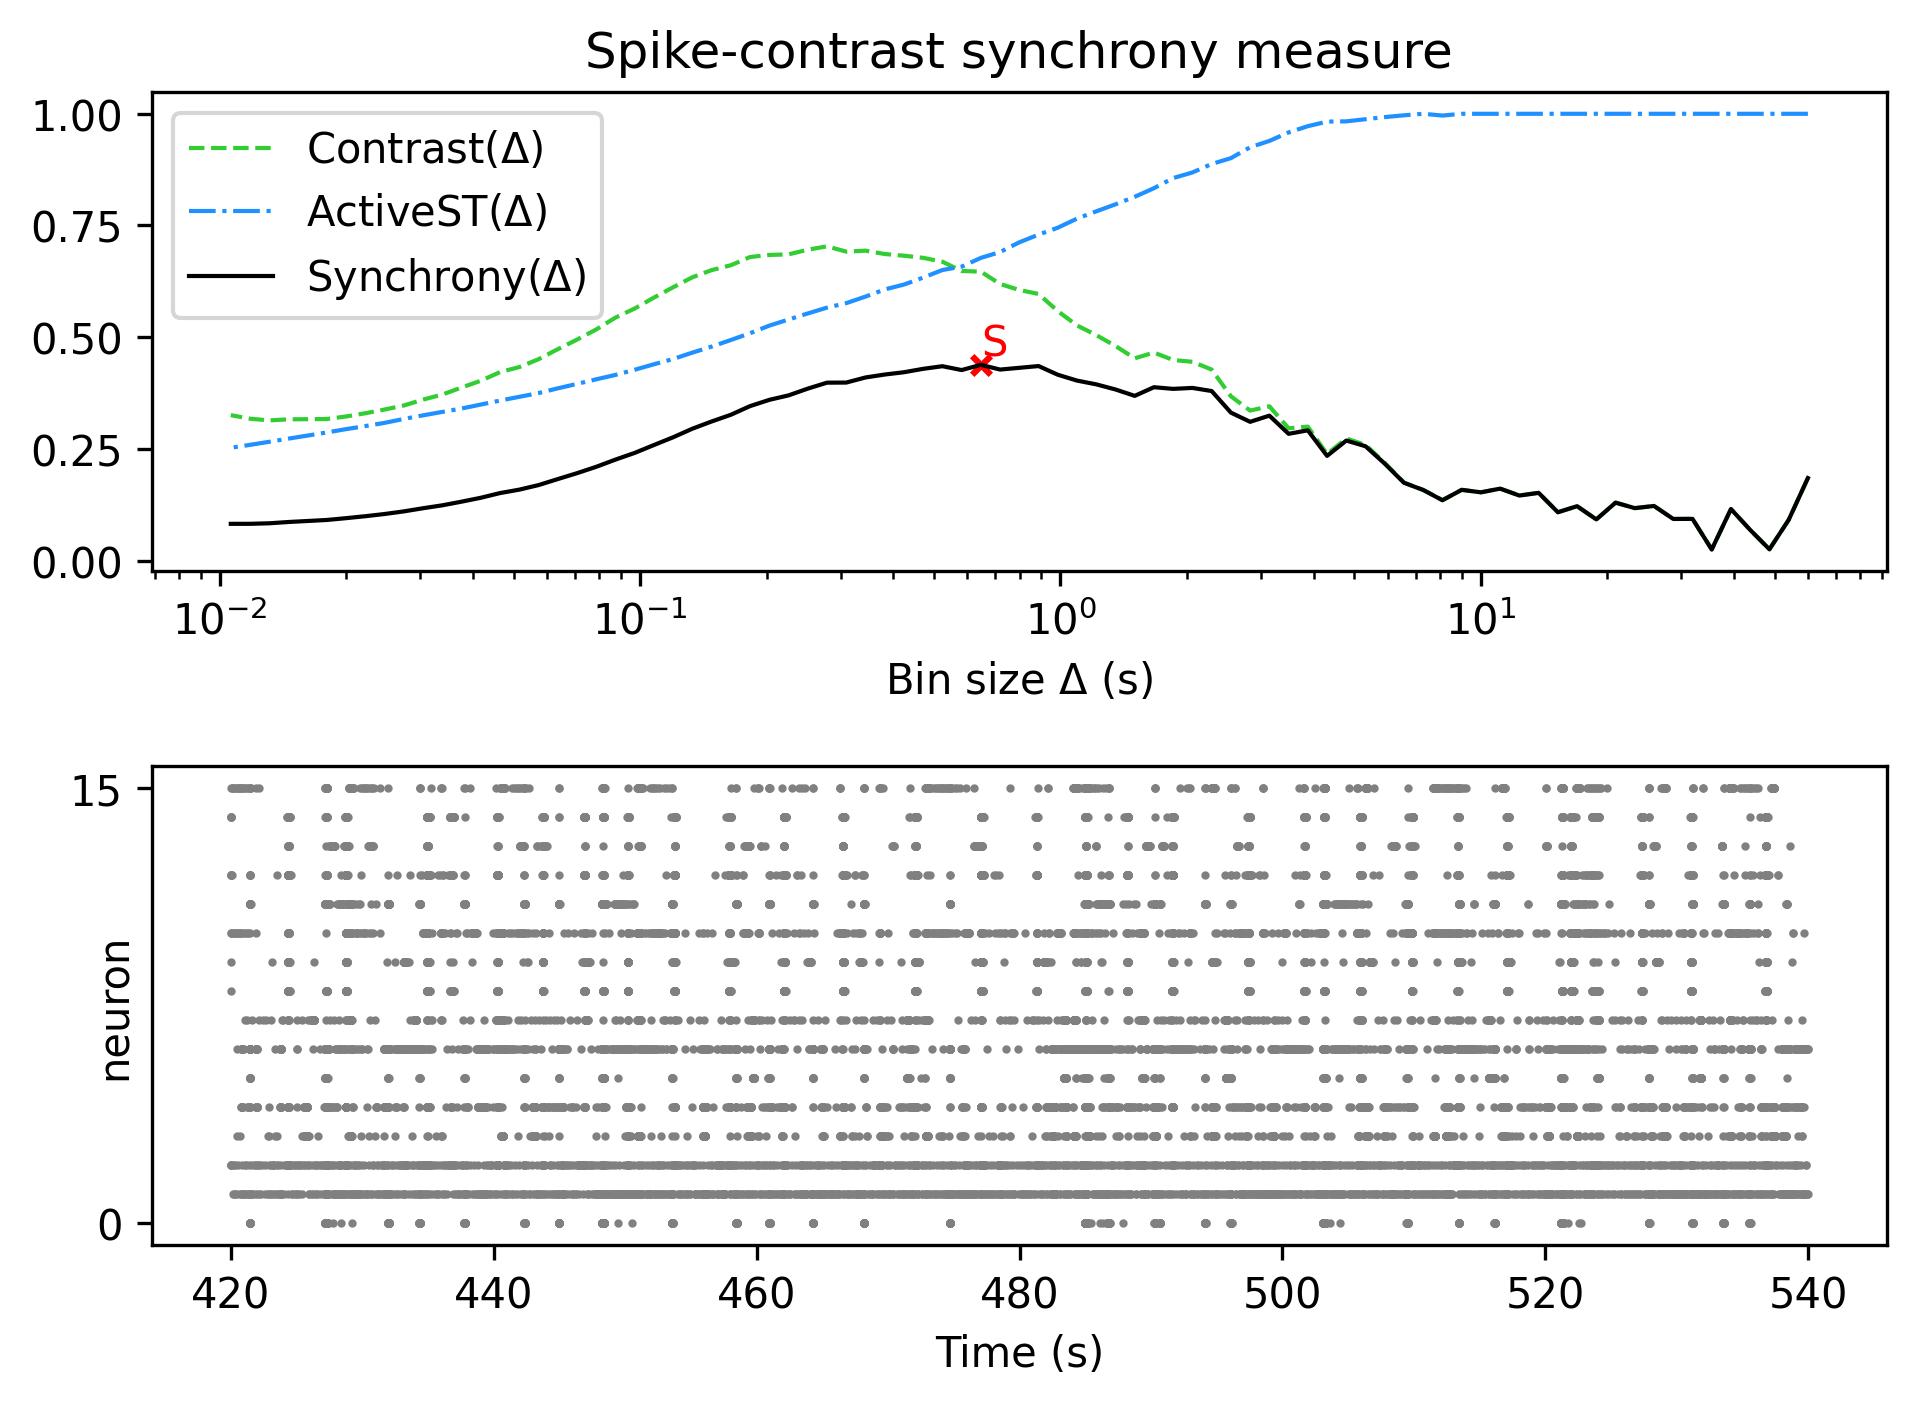 Spike-contrast synchrony measure
1.00
0.75
0.50
0.25
0.00
Contrast(Δ)
ActiveST(Δ)
Synchrony(Δ)
S
10⁻² 10⁻¹ 10⁰ 10¹
Bin size Δ (s)
15
0
neuron
420 440 460 480 500 520 540
Time (s)